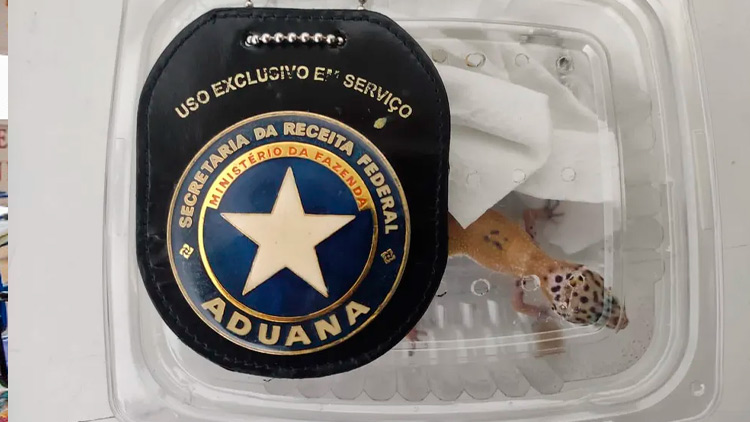 USO EXCLUSIVO EM SERVIÇO
SECRETARIA DA RECEITA FEDERAL
MINISTÉRIO DA FAZENDA
ADUANA